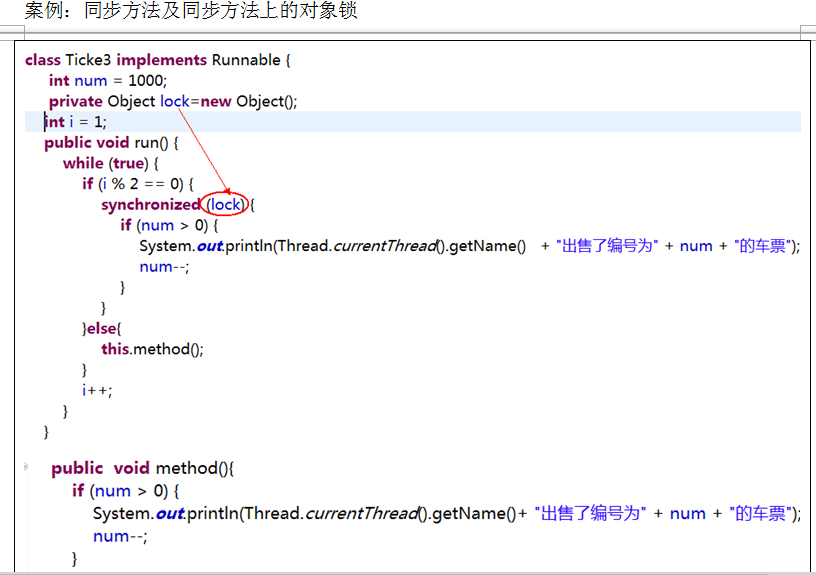 案例：同步方法及同步方法上的对象锁
class Ticke3 implements Runnable {
int num = 1000;
private Object lock=new Object();
int i = 1;
public void run() {
while (true) {
if (i % 2 == 0) {
synchronized (lock) {
if (num > 0) {
System.out.println(Thread.currentThread().getName() + "出售了编号为" + num + "的车票");
num--;
}
}
}else{
this.method();
}
i++;
}
}
public void method(){
if (num > 0) {
System.out.println(Thread.currentThread().getName()+ "出售了编号为" + num + "的车票");
num--;
}